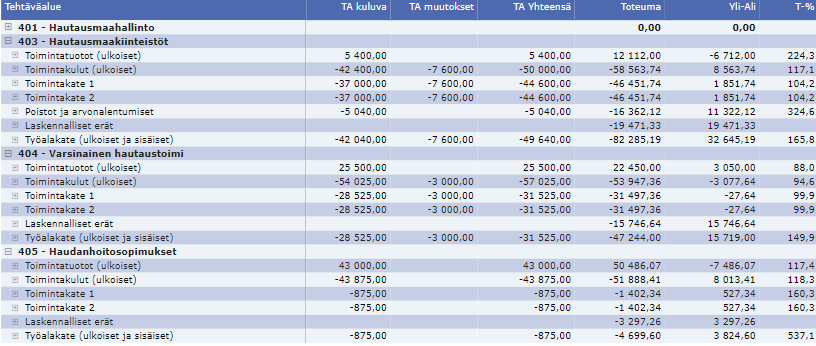 Tehtäväalue TA kuluva TA muutokset TA Yhteensä Toteuma Yli-Ali T-%
401 - Hautausmaahallinto 0,00 0,00
403 - Hautausmaakiinteistöt
Toimintatuotot (ulkoiset) 5 400,00 5 400,00 12 112,00 -6 712,00 224,3
Toimintakulut (ulkoiset) -42 400,00 -7 600,00 -50 000,00 -58 563,74 8 563,74 117,1
Toimintakate 1 -37 000,00 -7 600,00 -44 600,00 -46 451,74 1 851,74 104,2
Toimintakate 2 -37 000,00 -7 600,00 -44 600,00 -46 451,74 1 851,74 104,2
Poistot ja arvonalentumiset -5 040,00 -5 040,00 -16 362,12 11 322,12 324,6
Laskennalliset erät -19 471,33 19 471,33
Työalakate (ulkoiset ja sisäiset) -42 040,00 -7 600,00 -49 640,00 -82 285,19 32 645,19 165,8
404 - Varsinainen hautaustoimi
Toimintatuotot (ulkoiset) 25 500,00 25 500,00 22 450,00 3 050,00 88,0
Toimintakulut (ulkoiset) -54 025,00 -3 000,00 -57 025,00 -53 947,36 -3 077,64 94,6
Toimintakate 1 -28 525,00 -3 000,00 -31 525,00 -31 497,36 -27,64 99,9
Toimintakate 2 -28 525,00 -3 000,00 -31 525,00 -31 497,36 -27,64 99,9
Laskennalliset erät -15 746,64 15 746,64
Työalakate (ulkoiset ja sisäiset) -28 525,00 -3 000,00 -31 525,00 -47 244,00 15 719,00 149,9
405 - Haudanhoitosopimukset
Toimintatuotot (ulkoiset) 43 000,00 43 000,00 50 486,07 -7 486,07 117,4
Toimintakulut (ulkoiset) -43 875,00 -43 875,00 -51 888,41 8 013,41 118,3
Toimintakate 1 -875,00 -875,00 -1 402,34 527,34 160,3
Toimintakate 2 -875,00 -875,00 -1 402,34 527,34 160,3
Laskennalliset erät -3 297,26 3 297,26
Työalakate (ulkoiset ja sisäiset) -875,00 -875,00 -4 699,60 3 824,60 537,1